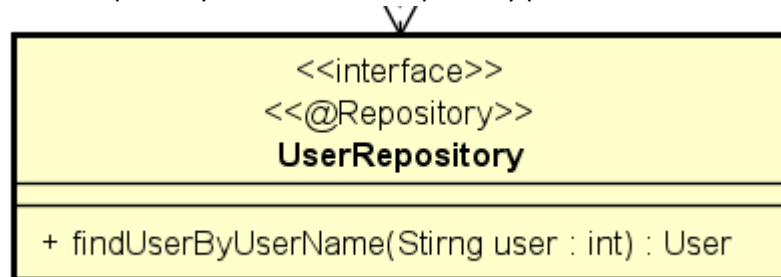 <<interface>>
<<@Repository>>
UserRepository
+ findUserByUserName(Stirng user : int) : User